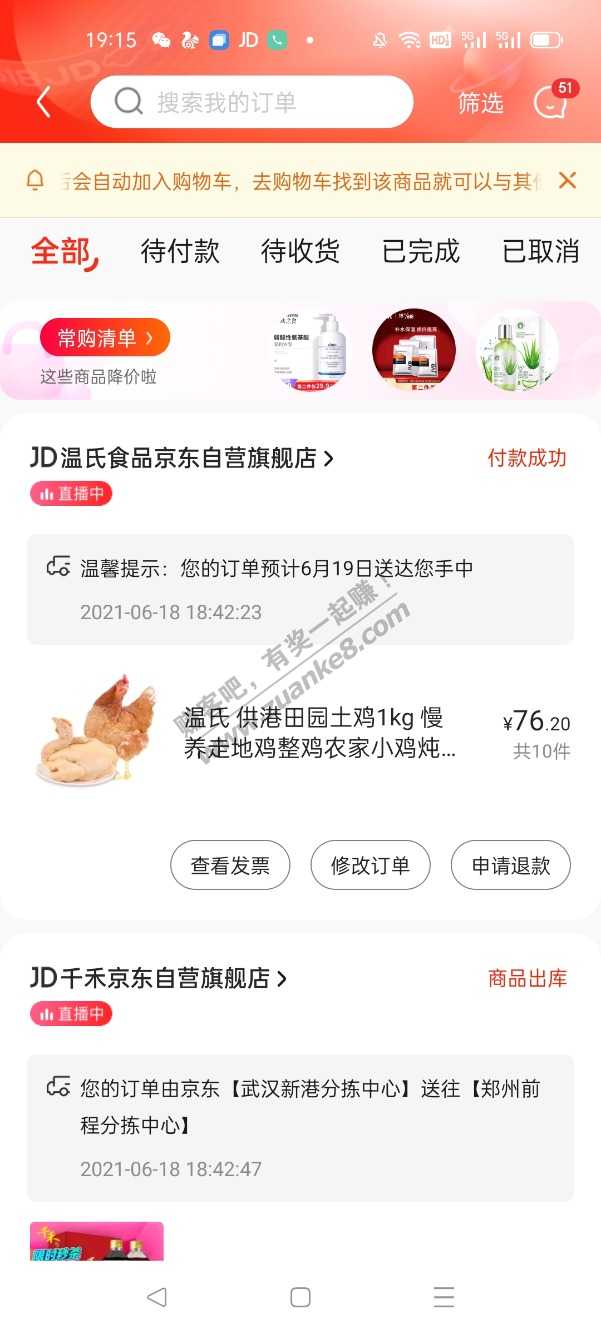 19:15
JD
HD
5G
5G
搜索我的订单
筛选
51
会自动加入购物车，去购物车找到该商品就可以与其
全部
待付款
待收货
已完成
已取消
常购清单
这些商品降价啦
JD温氏食品京东自营旗舰店
付款成功
直播中
温馨提示：您的订单预计6月19日送达您手中
2021-06-18 18:42:23
赚客吧，有奖一起赚！
www.zuanke8.com
温氏 供港田园土鸡1kg 慢
养走地鸡整鸡农家小鸡炖...
¥76.20
共10件
查看发票
修改订单
申请退款
JD千禾京东自营旗舰店
商品出库
直播中
您的订单由京东【武汉新港分拣中心】送往【郑州前
程分拣中心】
2021-06-18 18:42:47
千禾
限时秒杀